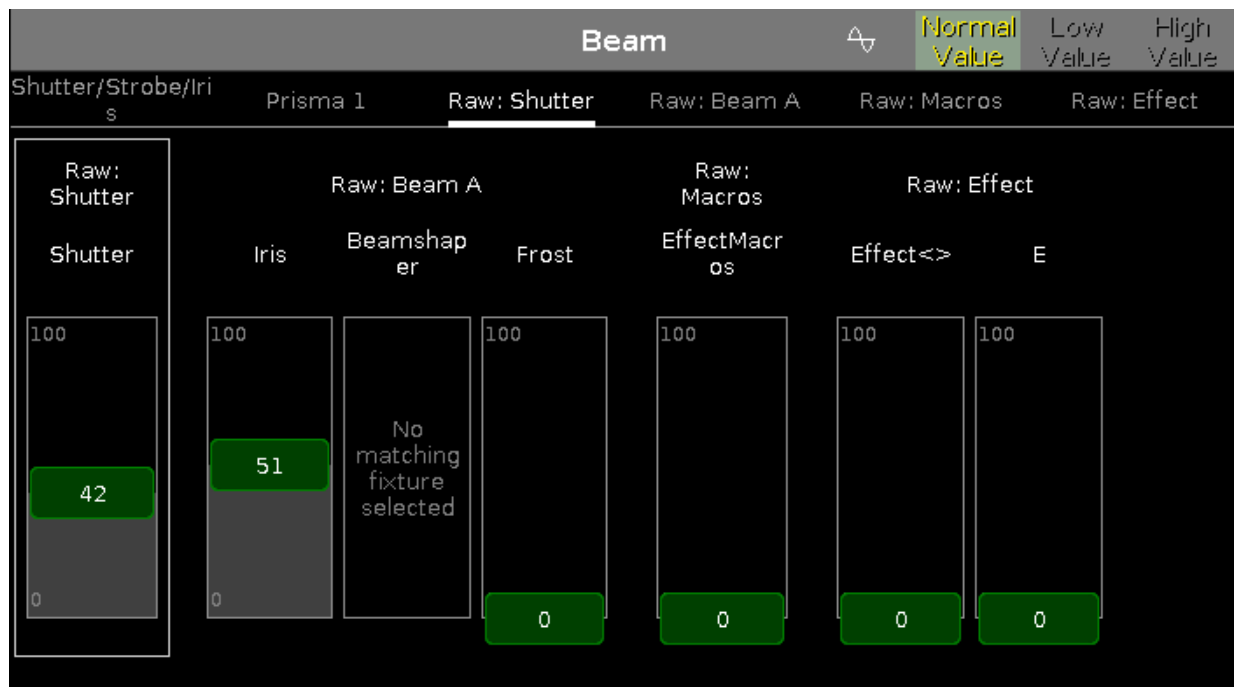 Beam
Normal
Value
Low
Value
High
Value
Shutter/Strobe/Iri
s
Prisma 1
Raw: Shutter
Raw: Beam A
Raw: Macros
Raw: Effect
Raw:
Shutter
Raw: Beam A
Raw:
Macros
Raw: Effect
Shutter
Iris
Beamshap
er
Frost
EffectMacr
os
Effect<>
E
100
100
100
100
100
100
No
matching
fixture
selected
42
51
0
0
0
0
0
0